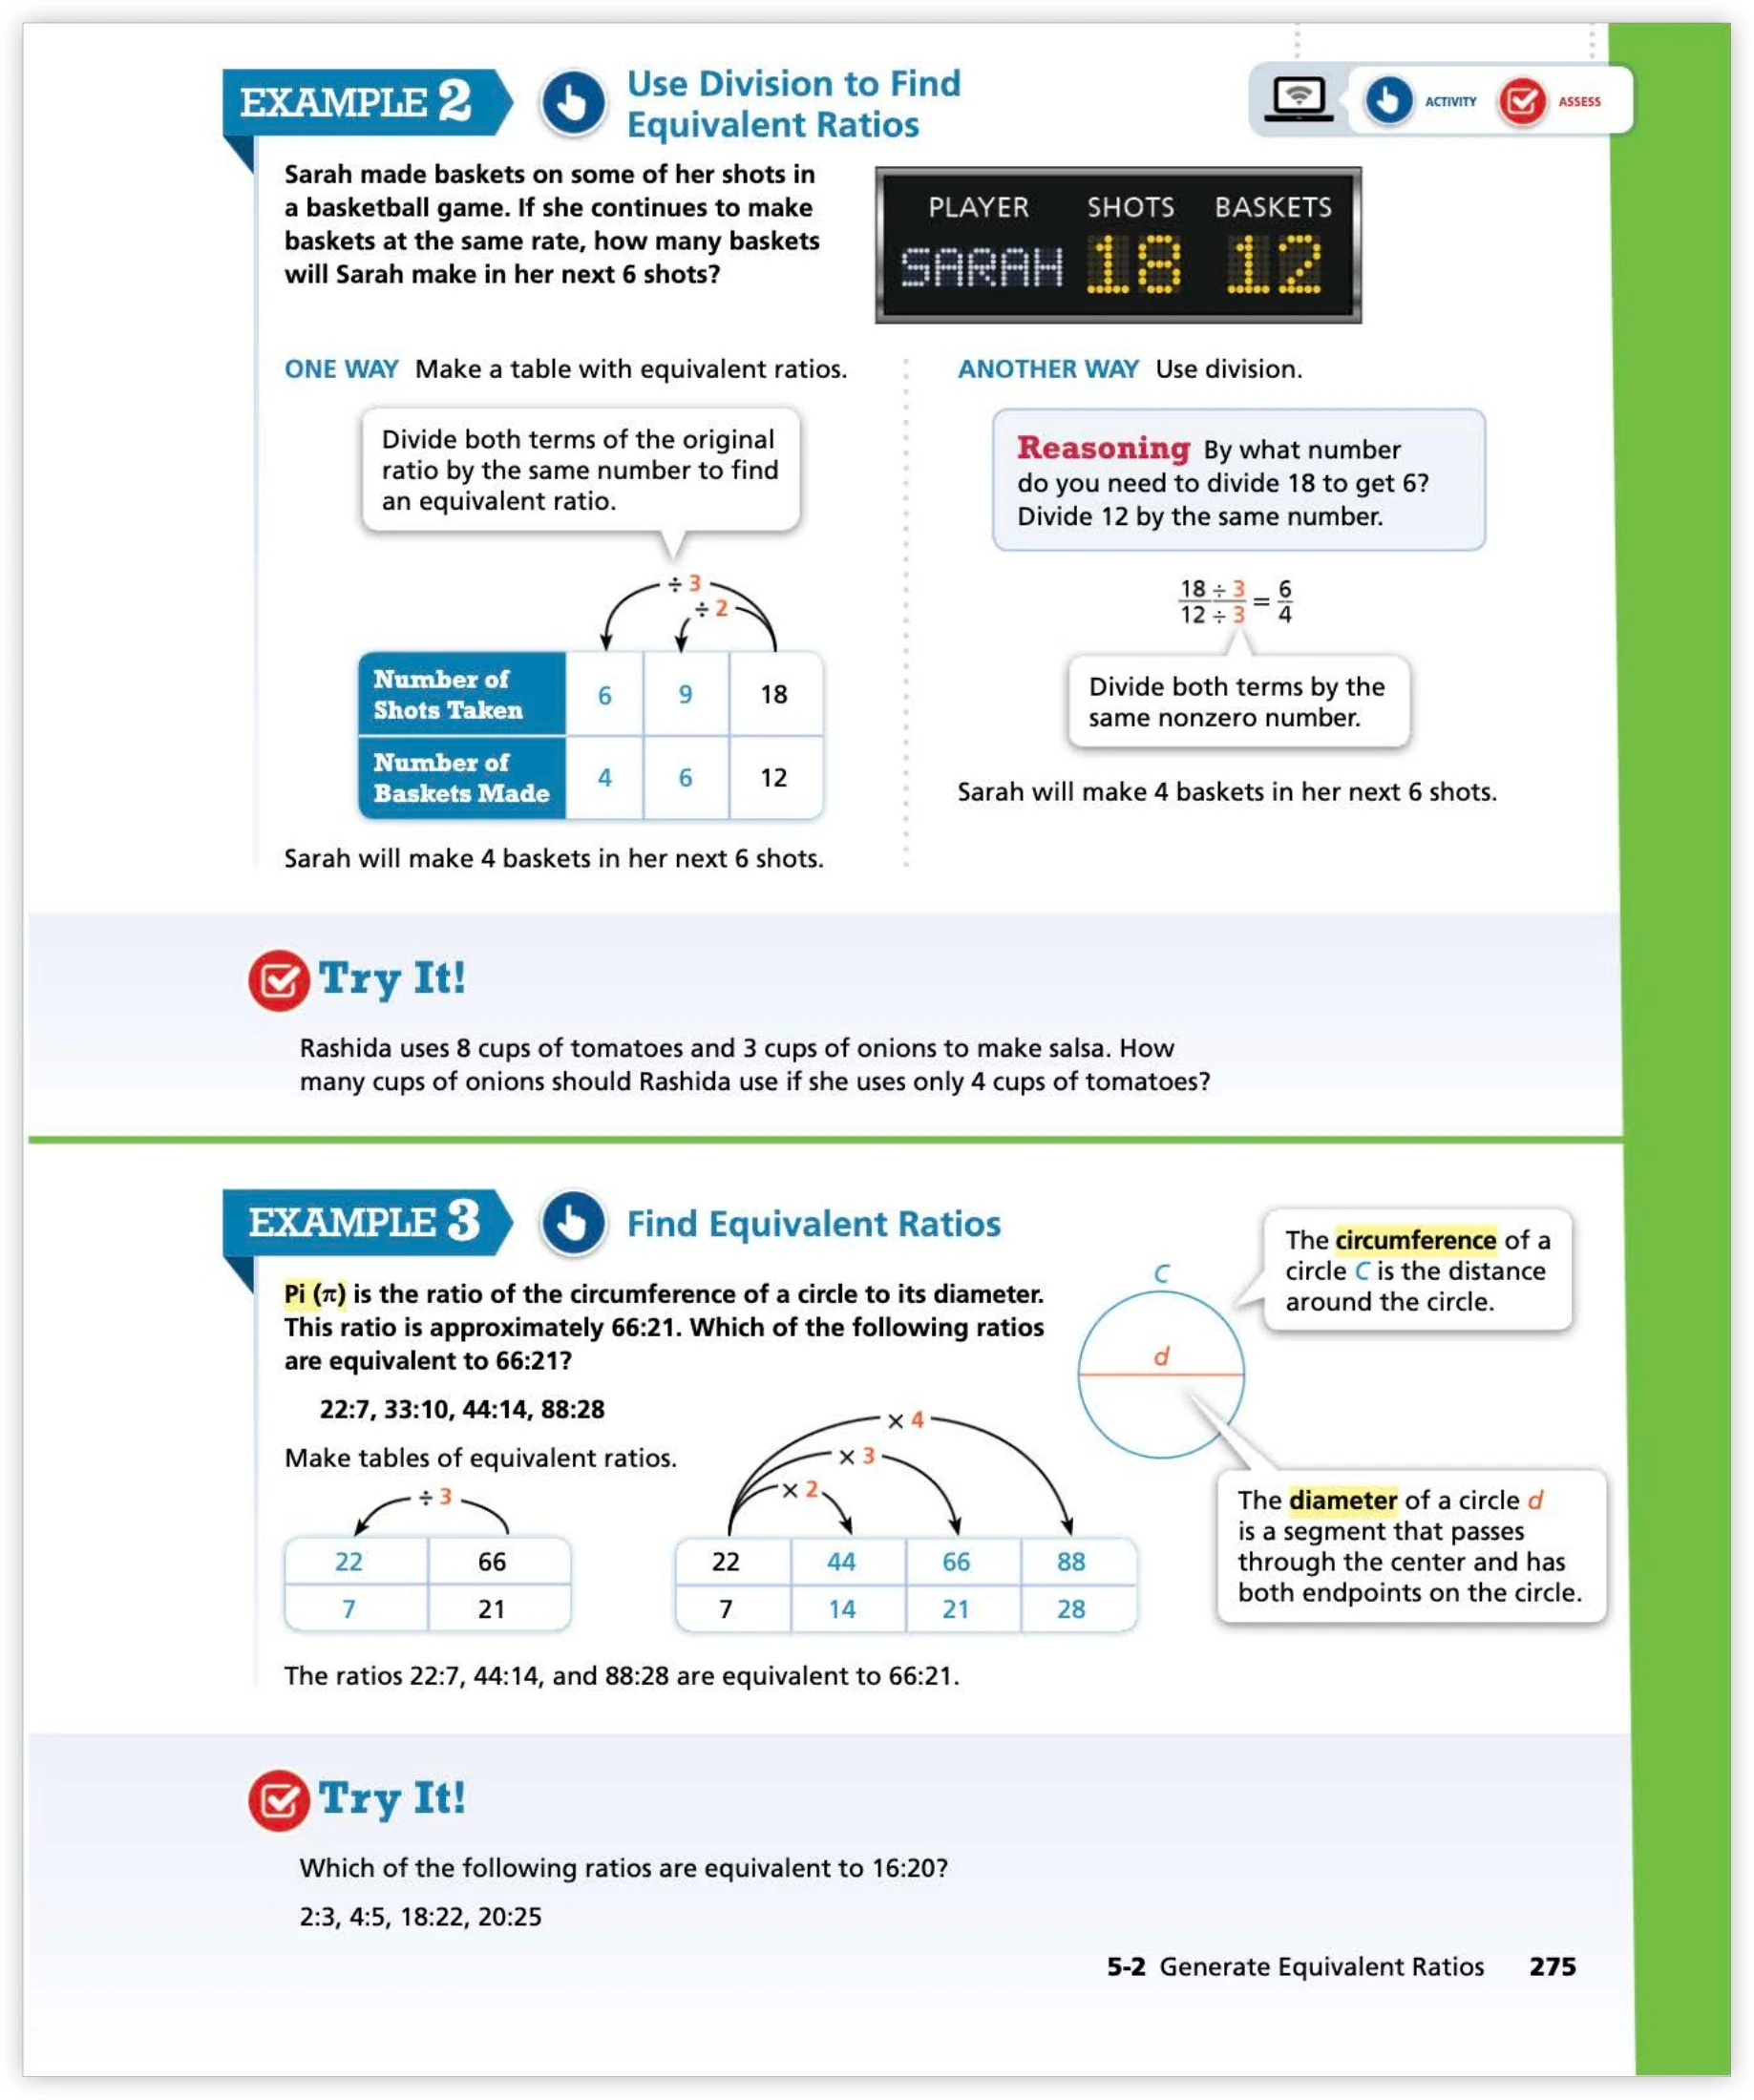 EXAMPLE 2
Use Division to Find
Equivalent Ratios
ACTIVITY
ASSESS
Sarah made baskets on some of her shots in
a basketball game. If she continues to make
baskets at the same rate, how many baskets
will Sarah make in her next 6 shots?
PLAYER SHOTS BASKETS
SARAH 18 12
ONE WAY Make a table with equivalent ratios.
Divide both terms of the original
ratio by the same number to find
an equivalent ratio.
÷ 3
÷ 2
Number of
Shots Taken
6 9 18
Number of
Baskets Made
4 6 12
Sarah will make 4 baskets in her next 6 shots.
ANOTHER WAY Use division.
Reasoning By what number
do you need to divide 18 to get 6?
Divide 12 by the same number.
18 ÷ 3 = 6
12 ÷ 3 4
Divide both terms by the
same nonzero number.
Sarah will make 4 baskets in her next 6 shots.
Try It!
Rashida uses 8 cups of tomatoes and 3 cups of onions to make salsa. How
many cups of onions should Rashida use if she uses only 4 cups of tomatoes?
EXAMPLE 3
Find Equivalent Ratios
Pi (π) is the ratio of the circumference of a circle to its diameter.
This ratio is approximately 66:21. Which of the following ratios
are equivalent to 66:21?
22:7, 33:10, 44:14, 88:28
Make tables of equivalent ratios.
÷ 3
22 66
7 21
× 4
× 3
× 2
22 44 66 88
7 14 21 28
C
d
The circumference of a
circle C is the distance
around the circle.
The diameter of a circle d
is a segment that passes
through the center and has
both endpoints on the circle.
The ratios 22:7, 44:14, and 88:28 are equivalent to 66:21.
Try It!
Which of the following ratios are equivalent to 16:20?
2:3, 4:5, 18:22, 20:25
5-2 Generate Equivalent Ratios 275